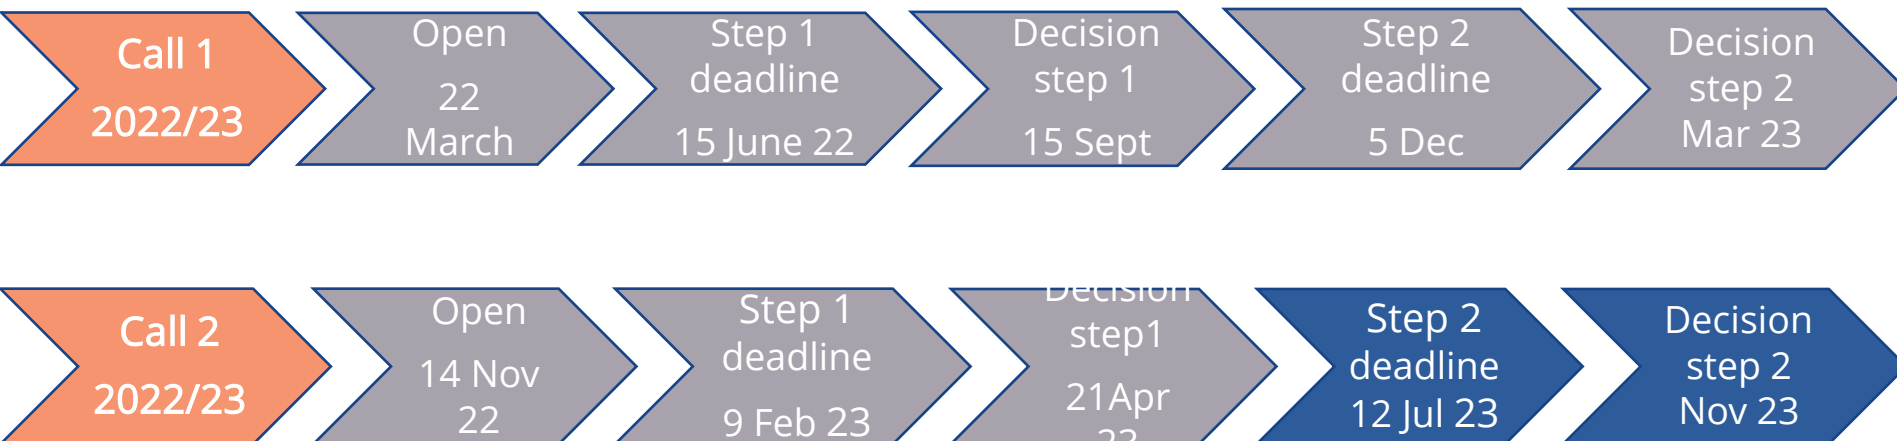 Call 1
2022/23
Open
22
March
Step 1
deadline
15 June 22
Decision
step 1
15 Sept
Step 2
deadline
5 Dec
Decision
step 2
Mar 23
Call 2
2022/23
Open
14 Nov
22
Step 1
deadline
9 Feb 23
Decision
step1
21Apr
23
Step 2
deadline
12 Jul 23
Decision
step 2
Nov 23